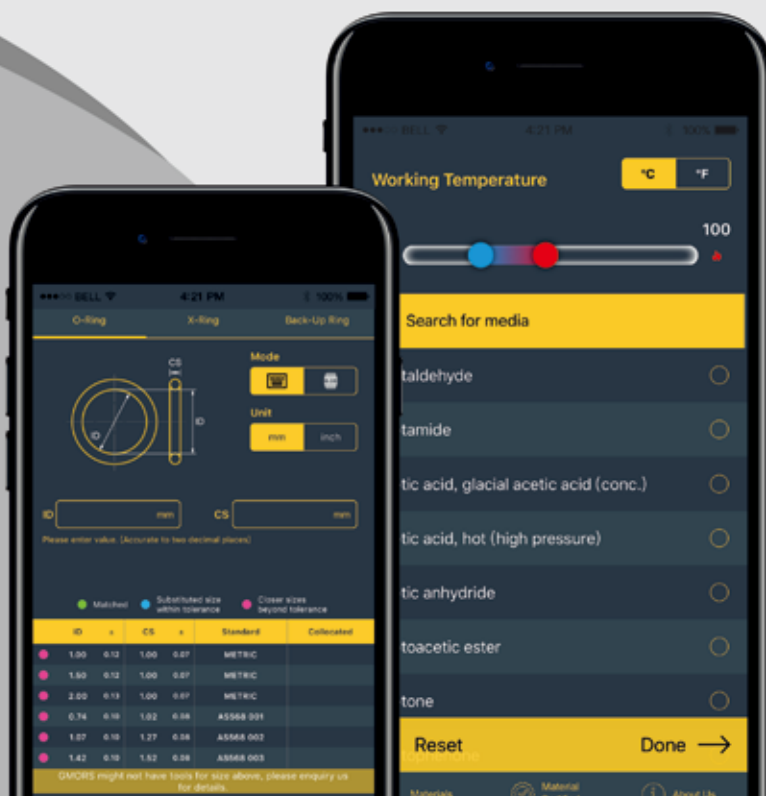 BELL 4:21 PM 100%
Working Temperature °C °F
100
Search for media
taldehyde
tamide
tic acid, glacial acetic acid (conc.)
tic acid, hot (high pressure)
tic anhydride
toacetic ester
tone
Reset Done →
Materials Material About Us
BELL 4:21 PM 100%
O-Ring X-Ring Back-Up Ring
CS
ID
ID
Mode
Unit
mm inch
ID mm CS mm
Please enter value. (Accurate to two decimal places)
Matched
Substituted size
within tolerance
Closer sizes
beyond tolerance
ID ± CS ± Standard Collocated
1.00 0.12 1.00 0.07 METRIC
1.50 0.12 1.00 0.07 METRIC
2.00 0.13 1.00 0.07 METRIC
0.74 0.10 1.02 0.08 AS568 001
1.07 0.10 1.27 0.08 AS568 002
1.42 0.10 1.52 0.08 AS568 003
GMORS might not have tools for size above, please enquiry us
for details.